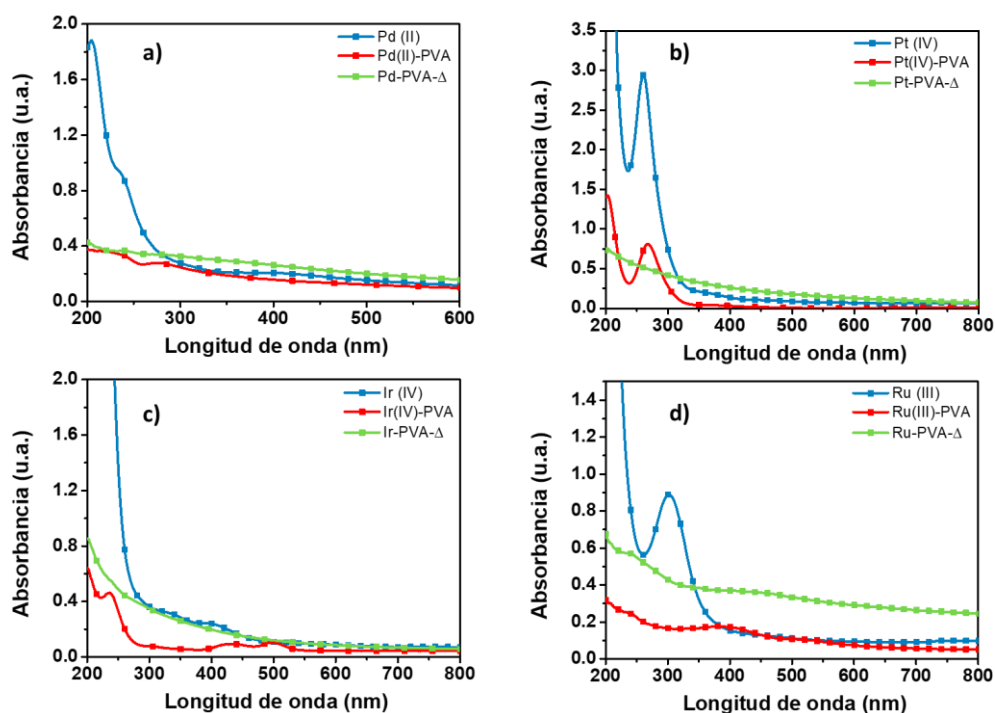 a)
Pd (II)
Pd(II)-PVA
Pd-PVA-Δ
Absorbancia (u.a.)
2.0
1.6
1.2
0.8
0.4
0.0
200 300 400 500 600
Longitud de onda (nm)
b)
Pt (IV)
Pt(IV)-PVA
Pt-PVA-Δ
Absorbancia (u.a.)
3.5
3.0
2.5
2.0
1.5
1.0
0.5
0.0
200 300 400 500 600 700 800
Longitud de onda (nm)
c)
Ir (IV)
Ir(IV)-PVA
Ir-PVA-Δ
Absorbancia (u.a.)
2.0
1.6
1.2
0.8
0.4
0.0
200 300 400 500 600 700 800
Longitud de onda (nm)
d)
Ru (III)
Ru(III)-PVA
Ru-PVA-Δ
Absorbancia (u.a.)
1.4
1.2
1.0
0.8
0.6
0.4
0.2
0.0
200 300 400 500 600 700 800
Longitud de onda (nm)